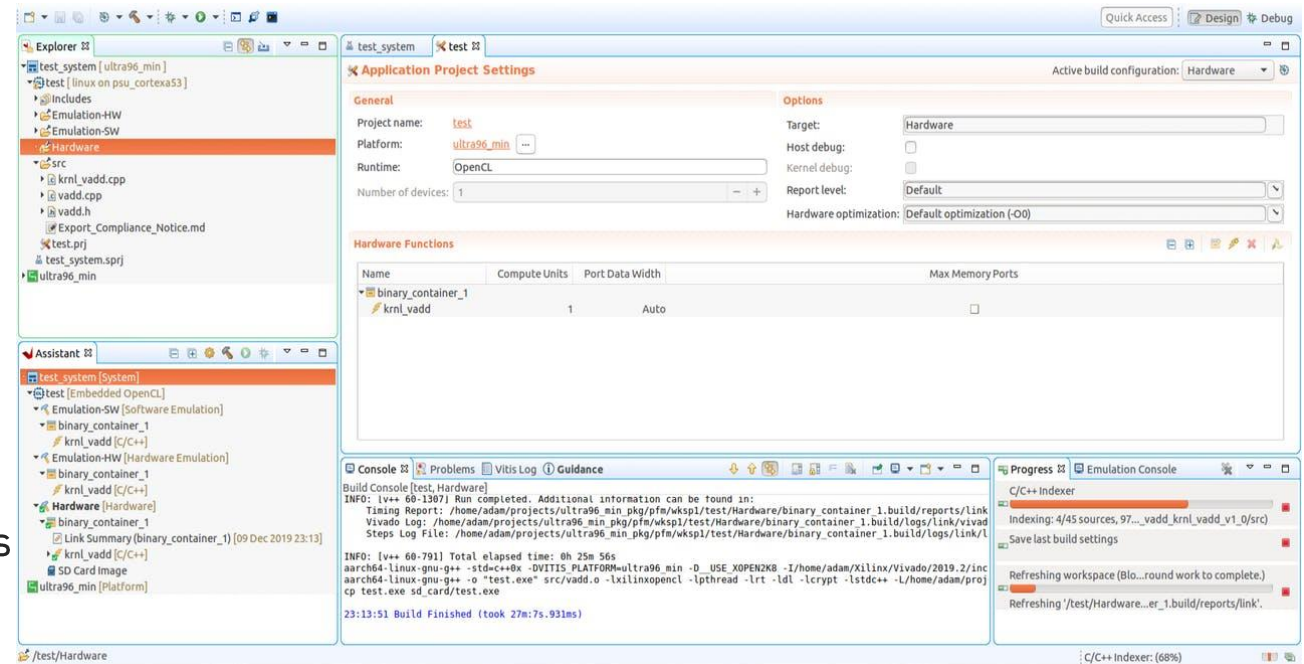 Quick Access
Design
Debug
Explorer
test_system [ ultra96_min ]
test [ linux on psu_cortexa53 ]
Includes
Emulation-HW
Emulation-SW
Hardware
src
krnl_vadd.cpp
vadd.cpp
vadd.h
Export_Compliance_Notice.md
test.prj
test_system.sprj
ultra96_min
test_system
test
Application Project Settings
Active build configuration: Hardware
General
Project name: test
Platform: ultra96_min ...
Runtime: OpenCL
Number of devices: 1
Options
Target: Hardware
Host debug:
Kernel debug:
Report level: Default
Hardware optimization: Default optimization (-O0)
Hardware Functions
Name Compute Units Port Data Width Max Memory Ports
binary_container_1
krnl_vadd 1 Auto
Assistant
test_system [System]
test [Embedded OpenCL]
Emulation-SW [Software Emulation]
binary_container_1
krnl_vadd [C/C++]
Emulation-HW [Hardware Emulation]
binary_container_1
krnl_vadd [C/C++]
Hardware [Hardware]
binary_container_1
Link Summary (binary_container_1) [09 Dec 2019 23:13]
krnl_vadd [C/C++]
SD Card Image
ultra96_min [Platform]
s
Console Problems Vitis Log Guidance
Build Console [test, Hardware]
INFO: [v++ 60-1307] Run completed. Additional information can be found in:
Timing Report: /home/adam/projects/ultra96_min_pkg/pfm/wksp1/test/Hardware/binary_container_1.build/reports/link
Vivado Log: /home/adam/projects/ultra96_min_pkg/pfm/wksp1/test/Hardware/binary_container_1.build/logs/link/vivad
Steps Log File: /home/adam/projects/ultra96_min_pkg/pfm/wksp1/test/Hardware/binary_container_1.build/logs/link/l
INFO: [v++ 60-791] Total elapsed time: 0h 25m 56s
aarch64-linux-gnu-g++ -std=c++0x -DVITIS_PLATFORM=ultra96_min -D__USE_XOPEN2K8 -I/home/adam/Xilinx/Vivado/2019.2/inc
aarch64-linux-gnu-g++ -o "test.exe" src/vadd.o -lxilinxopencl -lpthread -lrt -ldl -lcrypt -lstdc++ -L/home/adam/proj
cp test.exe sd_card/test.exe
23:13:51 Build Finished (took 27m:7s.931ms)
Progress Emulation Console
C/C++ Indexer
Indexing: 4/45 sources, 97..._vadd_krnl_vadd_v1_0/src)
Save last build settings
Refreshing workspace (Blo...round work to complete.)
Refreshing '/test/Hardware...er_1.build/reports/link'.
/test/Hardware
C/C++ Indexer: (68%)